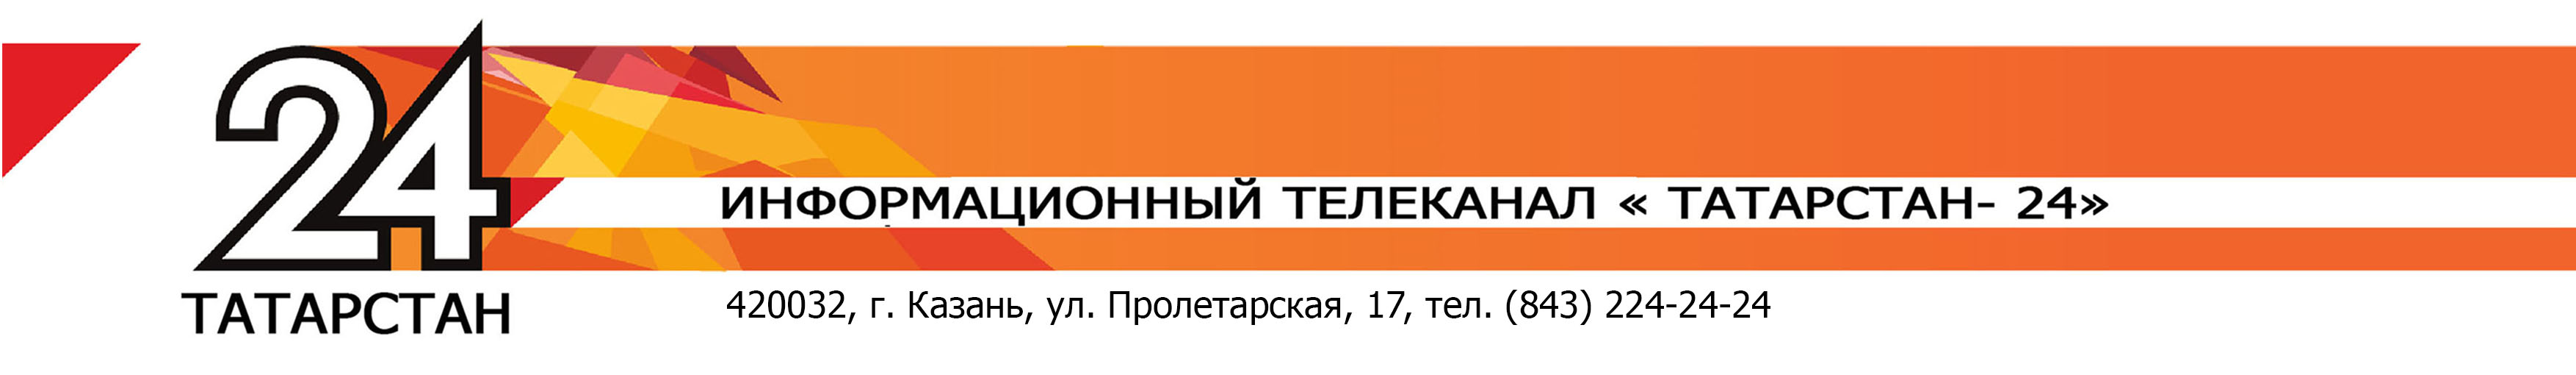 24
ТАТАРСТАН
ИНФОРМАЦИОННЫЙ ТЕЛЕКАНАЛ « ТАТАРСТАН- 24»
420032, г. Казань, ул. Пролетарская, 17, тел. (843) 224-24-24